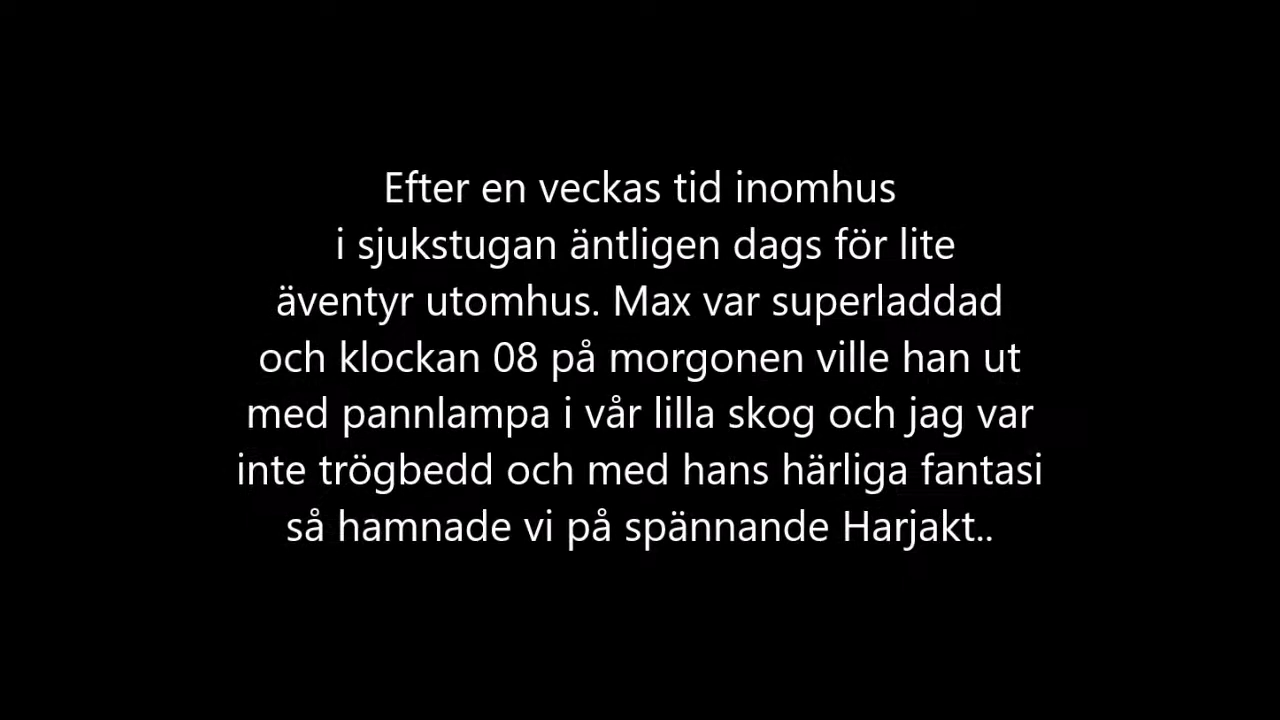 Efter en veckas tid inomhus
i sjukstugan äntligen dags för lite
äventyr utomhus. Max var superladdad
och klockan 08 på morgonen ville han ut
med pannlampa i vår lilla skog och jag var
inte trögbedd och med hans härliga fantasi
så hamnade vi på spännande Harjakt..